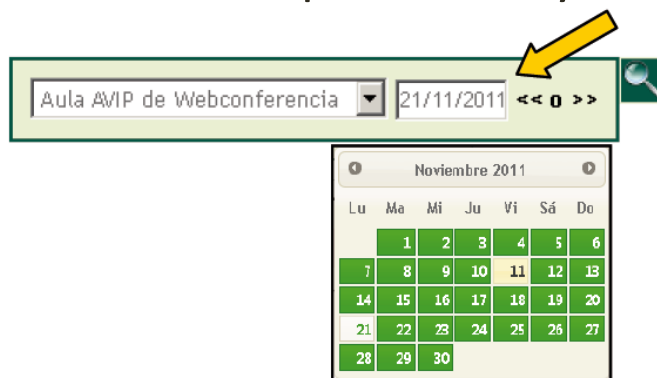 Aula AVIP de Webconferencia 21/11/2011 << 0 >>
Noviembre 2011
Lu Ma Mi Ju Vi Sá Do
1 2 3 4 5 6
7 8 9 10 11 12 13
14 15 16 17 18 19 20
21 22 23 24 25 26 27
28 29 30